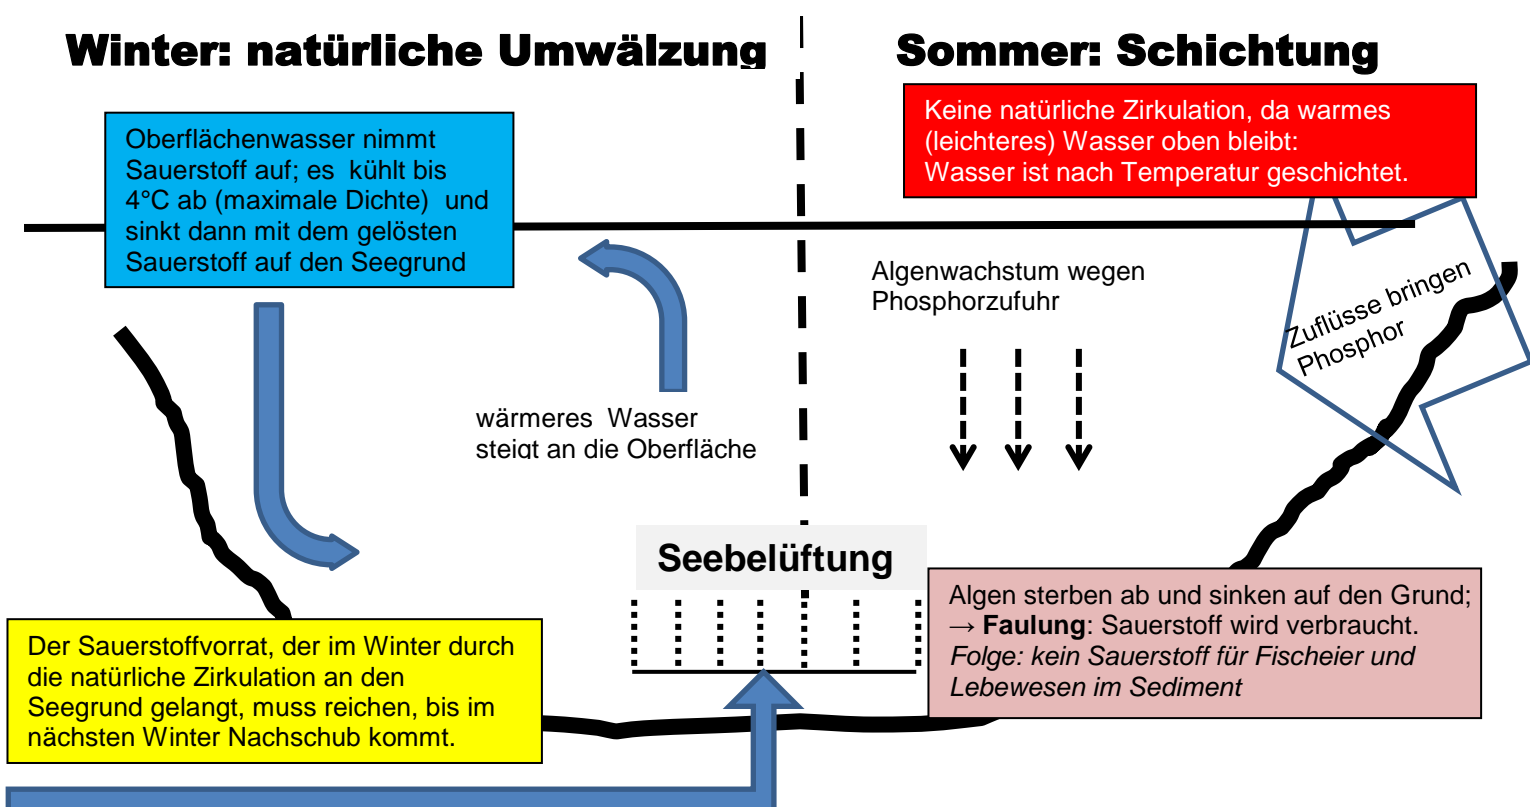 Winter: natürliche Umwälzung
Sommer: Schichtung
Oberflächenwasser nimmt
Sauerstoff auf; es kühlt bis
4°C ab (maximale Dichte) und
sinkt dann mit dem gelösten
Sauerstoff auf den Seegrund
Keine natürliche Zirkulation, da warmes
(leichteres) Wasser oben bleibt:
Wasser ist nach Temperatur geschichtet.
Algenwachstum wegen
Phosphorzufuhr
Zuflüsse bringen
Phosphor
wärmeres Wasser
steigt an die Oberfläche
Seebelüftung
Der Sauerstoffvorrat, der im Winter durch
die natürliche Zirkulation an den
Seegrund gelangt, muss reichen, bis im
nächsten Winter Nachschub kommt.
Algen sterben ab und sinken auf den Grund;
→ Faulung: Sauerstoff wird verbraucht.
Folge: kein Sauerstoff für Fischeier und
Lebewesen im Sediment